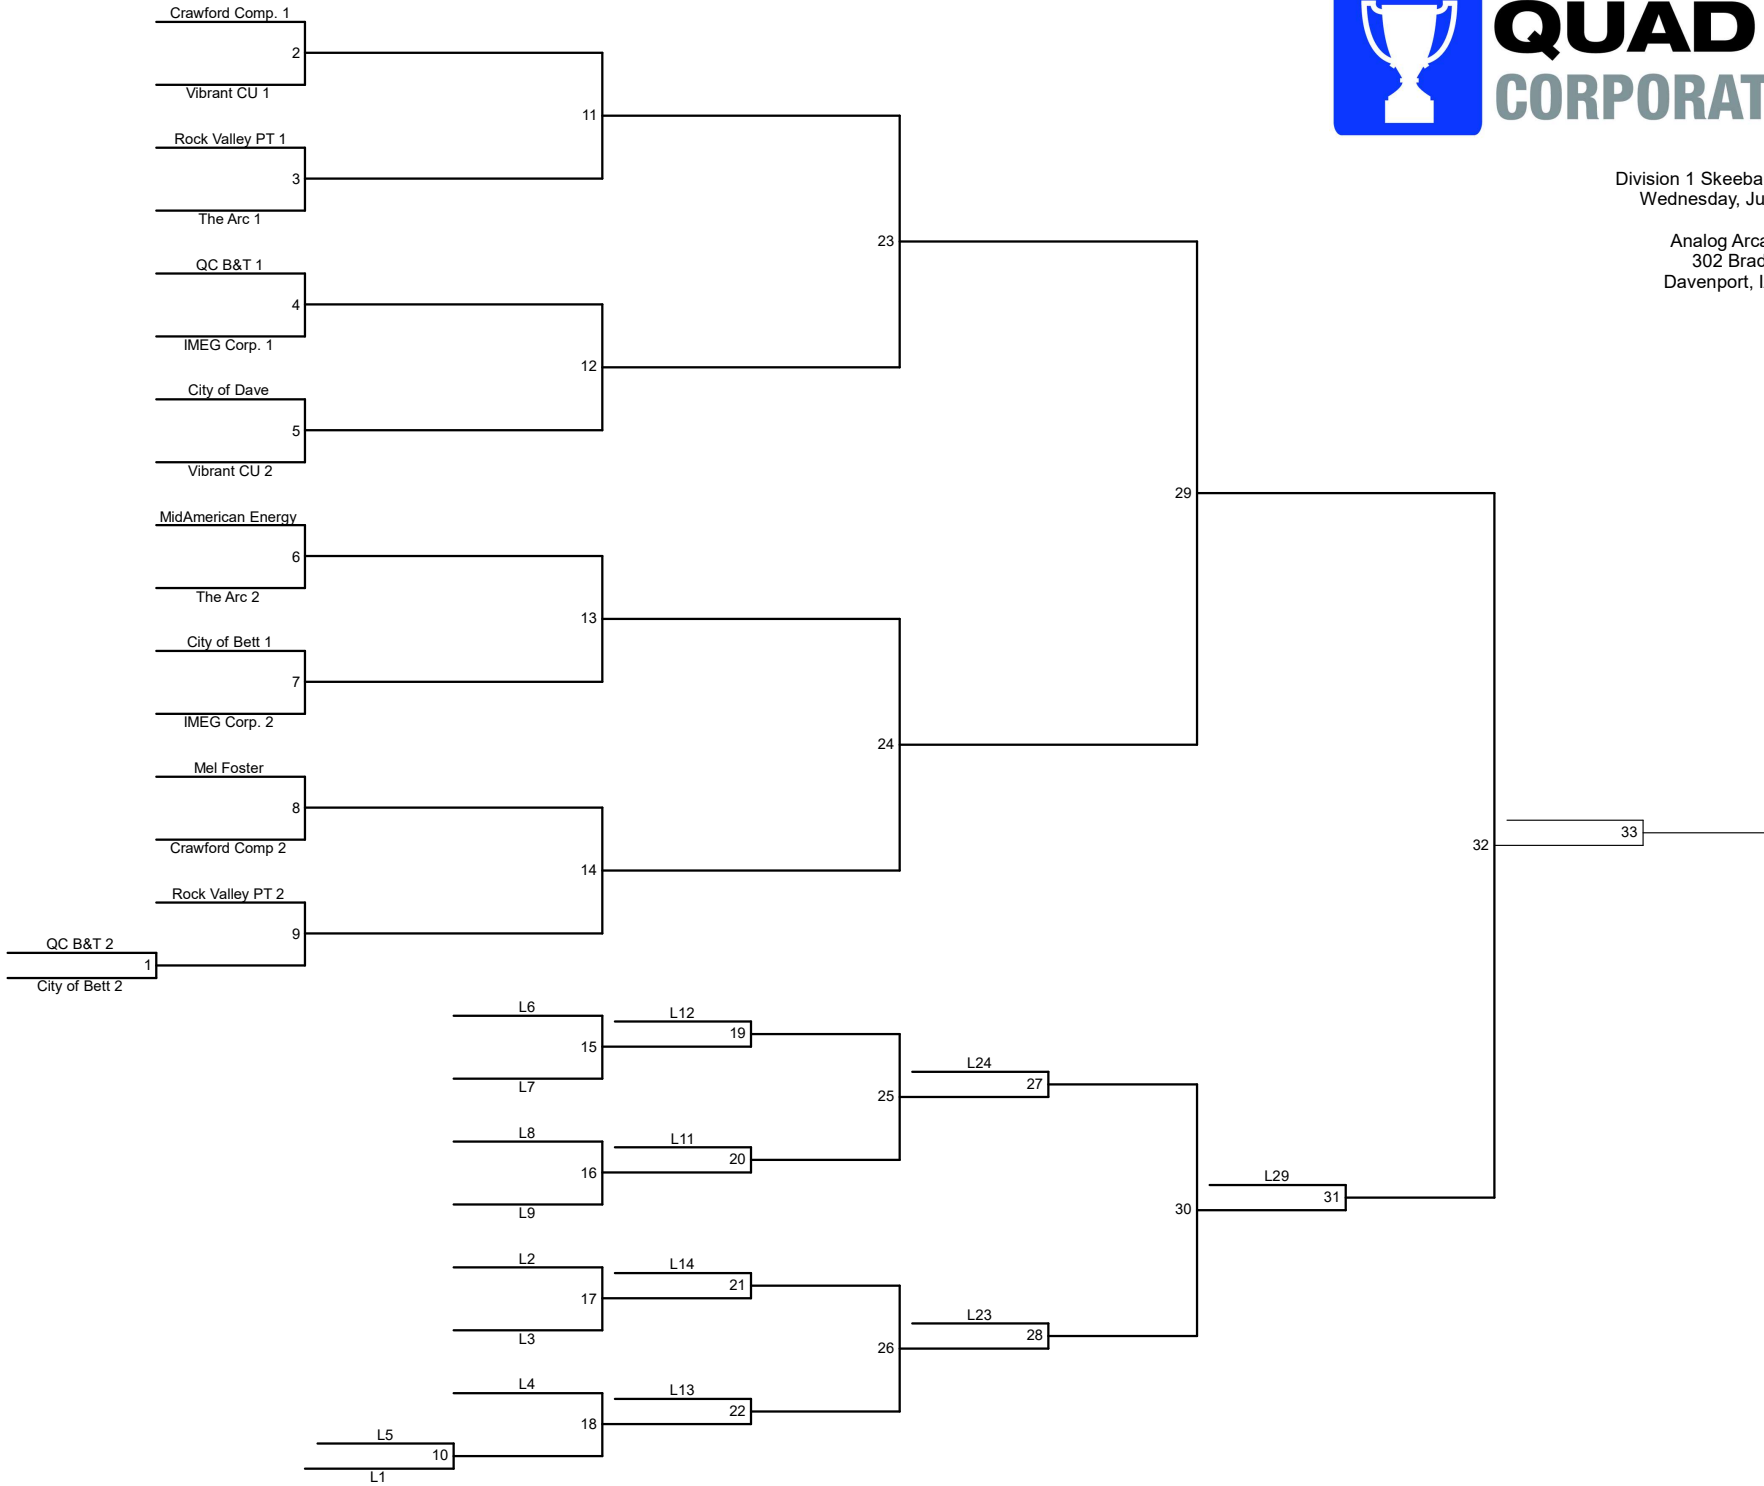 QUAD
CORPORAT
Division 1 Skeeba
Wednesday, Ju
Analog Arca
302 Brad
Davenport, I
Crawford Comp. 1
2
Vibrant CU 1
11
Rock Valley PT 1
3
The Arc 1
23
QC B&T 1
4
IMEG Corp. 1
12
City of Dave
5
Vibrant CU 2
29
MidAmerican Energy
6
The Arc 2
13
City of Bett 1
7
IMEG Corp. 2
24
Mel Foster
8
Crawford Comp 2
14
32
33
Rock Valley PT 2
9
QC B&T 2
1
City of Bett 2
L6
15
L7
L12
19
L24
27
25
L8
16
L9
L11
20
L29
31
30
L2
17
L3
L14
21
L23
28
26
L4
18
L13
22
L5
10
L1